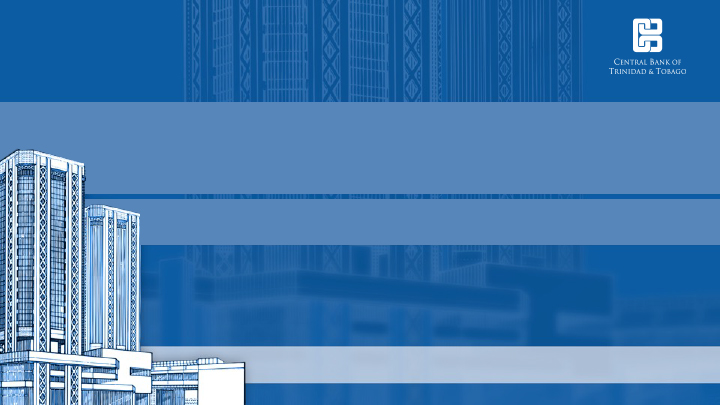 CENTRAL BANK OF
TRINIDAD & TOBAGO